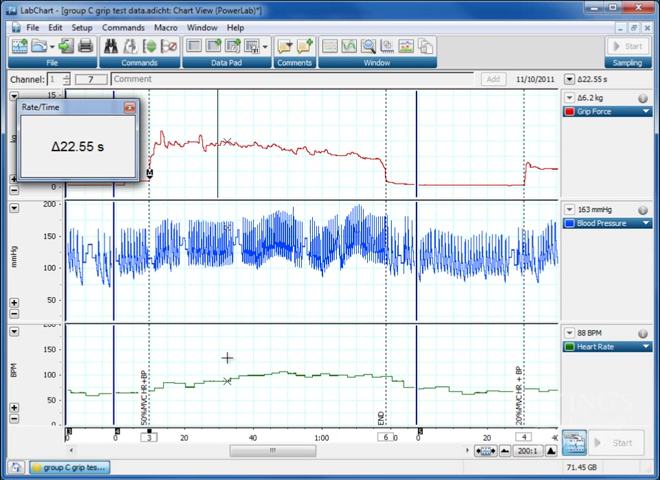 LabChart - [group C grip test data.adicht: Chart View (PowerLab)*]
File Edit Setup Commands Macro Window Help
File Commands Data Pad Comments Window Start Sampling
Channel: 1 7 Comment Add 11/10/2011 Δ22.55 s
Rate/Time
Δ22.55 s
15
kg
Δ6.2 kg
Grip Force
M
200
150
100
50
mmHg
163 mmHg
Blood Pressure
200
150
100
50
BPM
88 BPM
Heart Rate
50%MVC HR+BP
END
20%MVC HR + BP
0 20 40 1:00 0 20 40
3 6 4
200:1
Start
group C grip tes...
71.45 GB